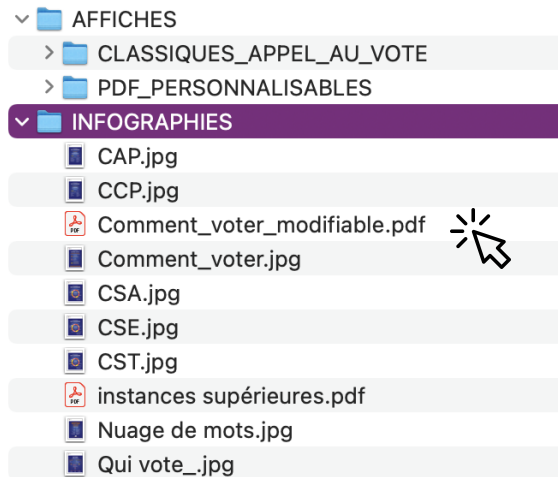 AFFICHES
CLASSIQUES_APPEL_AU_VOTE
PDF_PERSONNALISABLES
INFOGRAPHIES
CAP.jpg
CCP.jpg
Comment_voter_modifiable.pdf
Comment_voter.jpg
CSA.jpg
CSE.jpg
CST.jpg
instances supérieures.pdf
Nuage de mots.jpg
Qui vote_.jpg